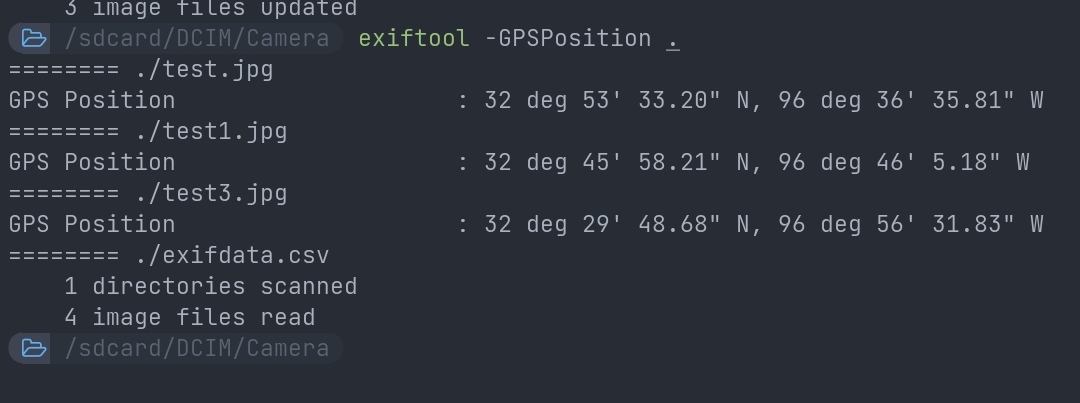 3 image files updated
/sdcard/DCIM/Camera exiftool -GPSPosition .
======== ./test.jpg
GPS Position : 32 deg 53' 33.20" N, 96 deg 36' 35.81" W
======== ./test1.jpg
GPS Position : 32 deg 45' 58.21" N, 96 deg 46' 5.18" W
======== ./test3.jpg
GPS Position : 32 deg 29' 48.68" N, 96 deg 56' 31.83" W
======== ./exifdata.csv
1 directories scanned
4 image files read
/sdcard/DCIM/Camera